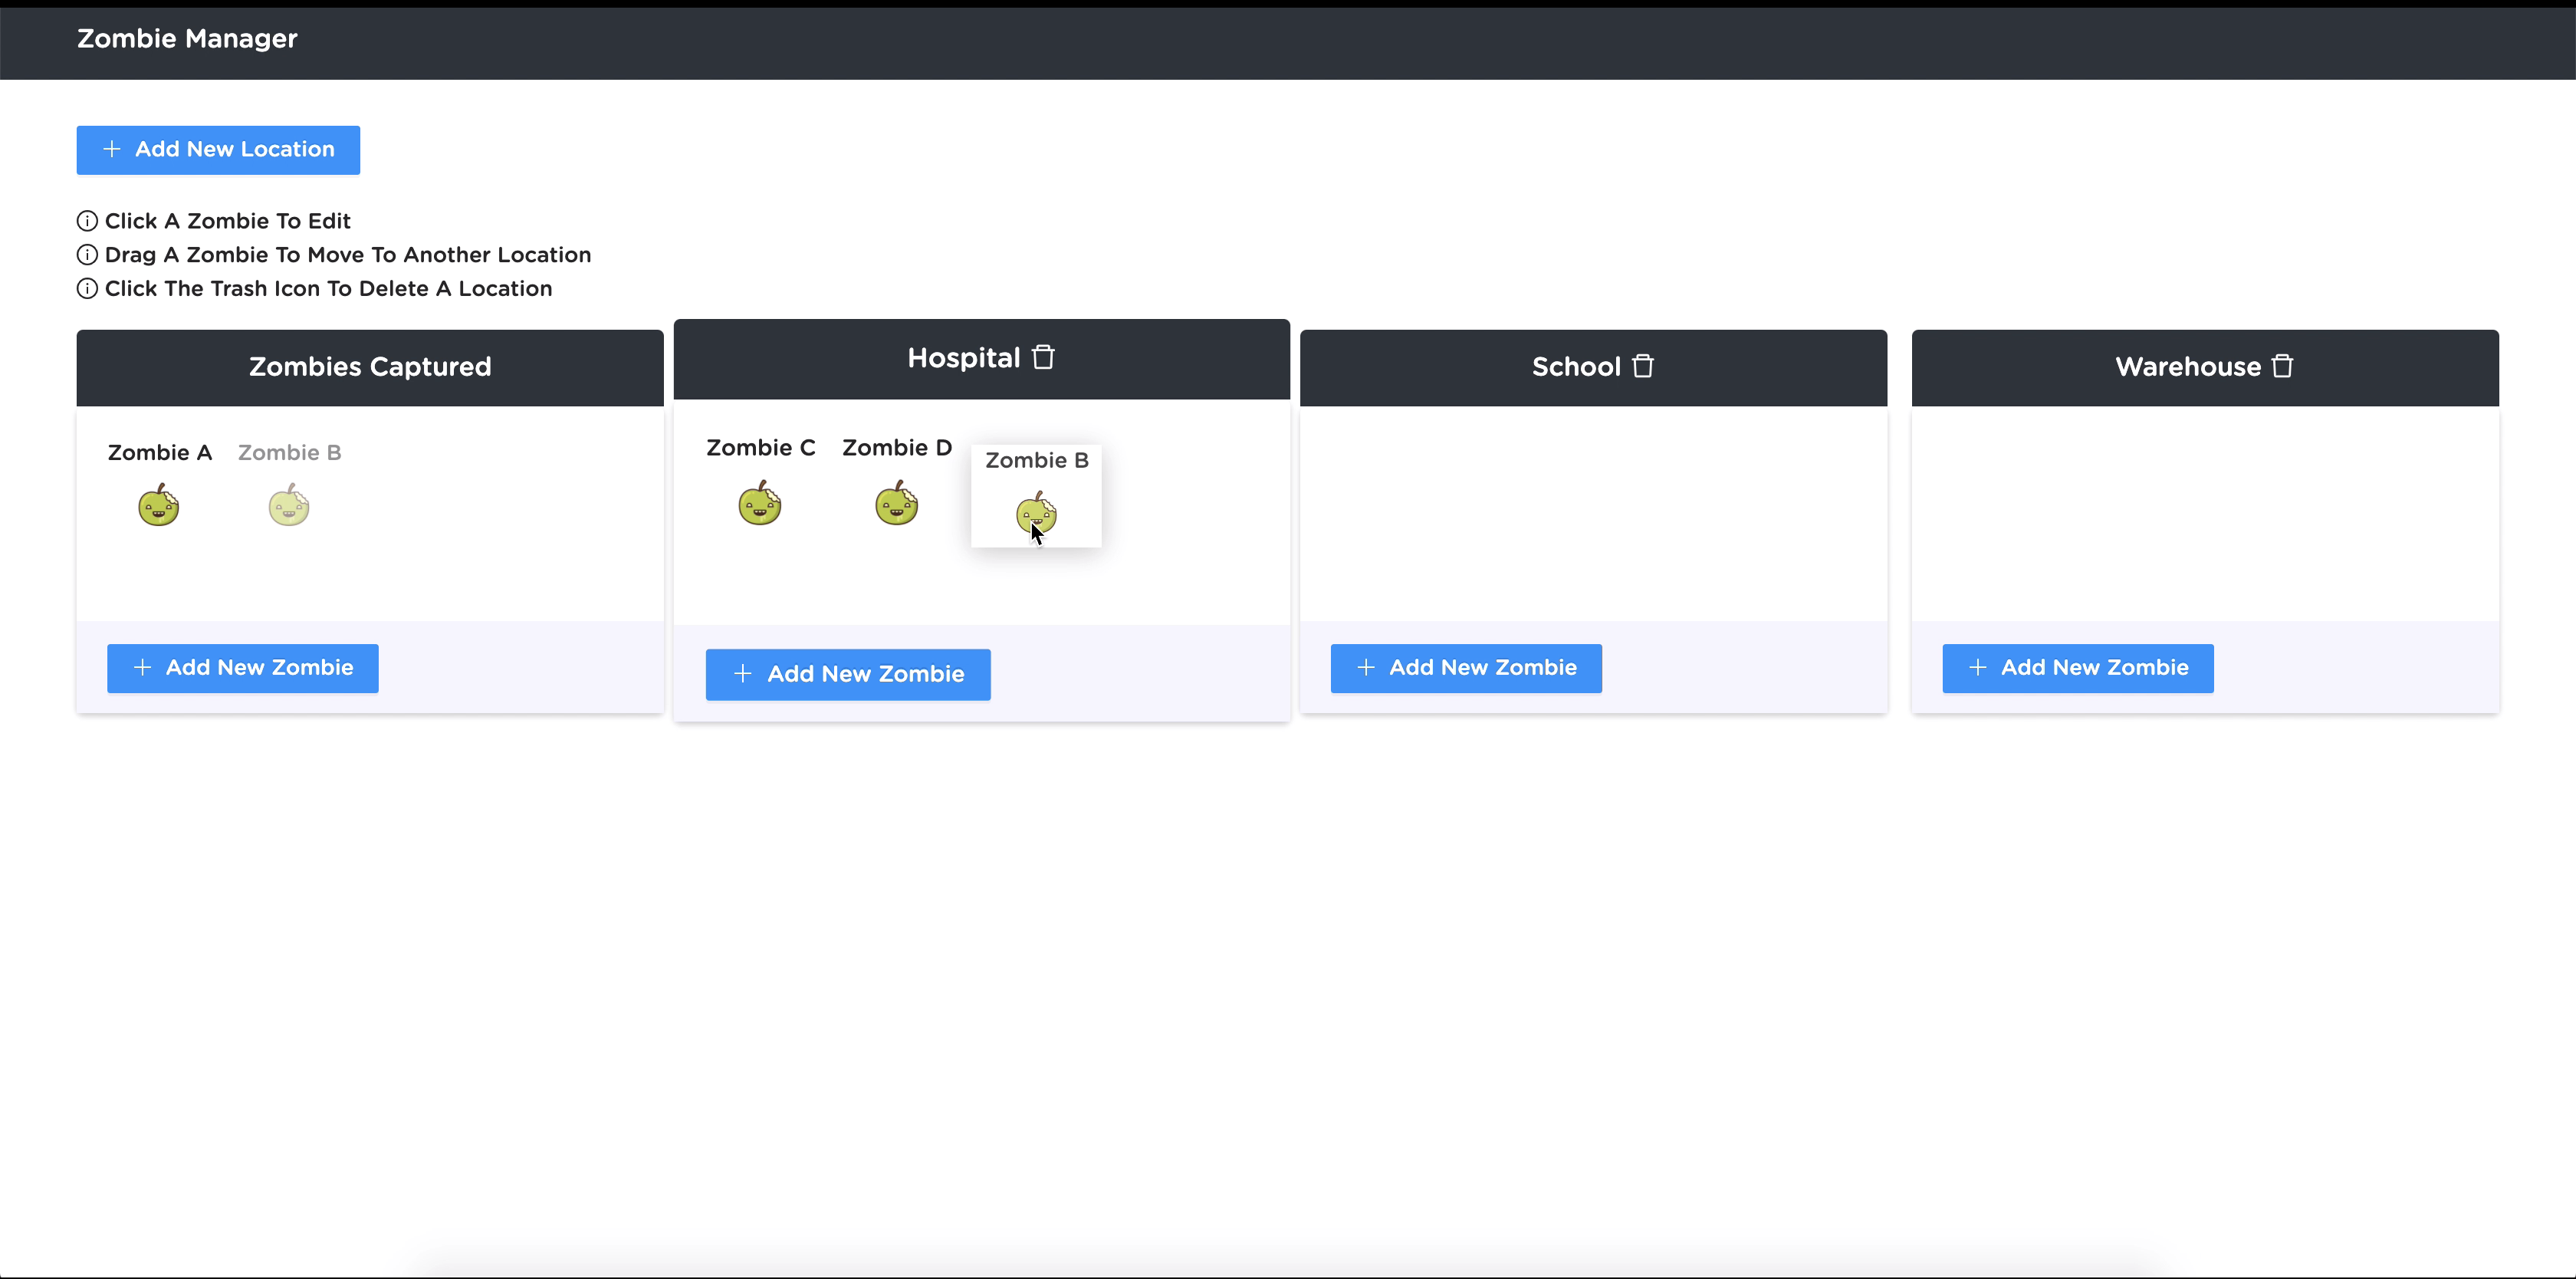 Zombie Manager
Add New Location
Click A Zombie To Edit
Drag A Zombie To Move To Another Location
Click The Trash Icon To Delete A Location
Zombies Captured
Zombie A Zombie B
Add New Zombie
Hospital
Zombie C Zombie D Zombie B
Add New Zombie
School
Add New Zombie
Warehouse
Add New Zombie